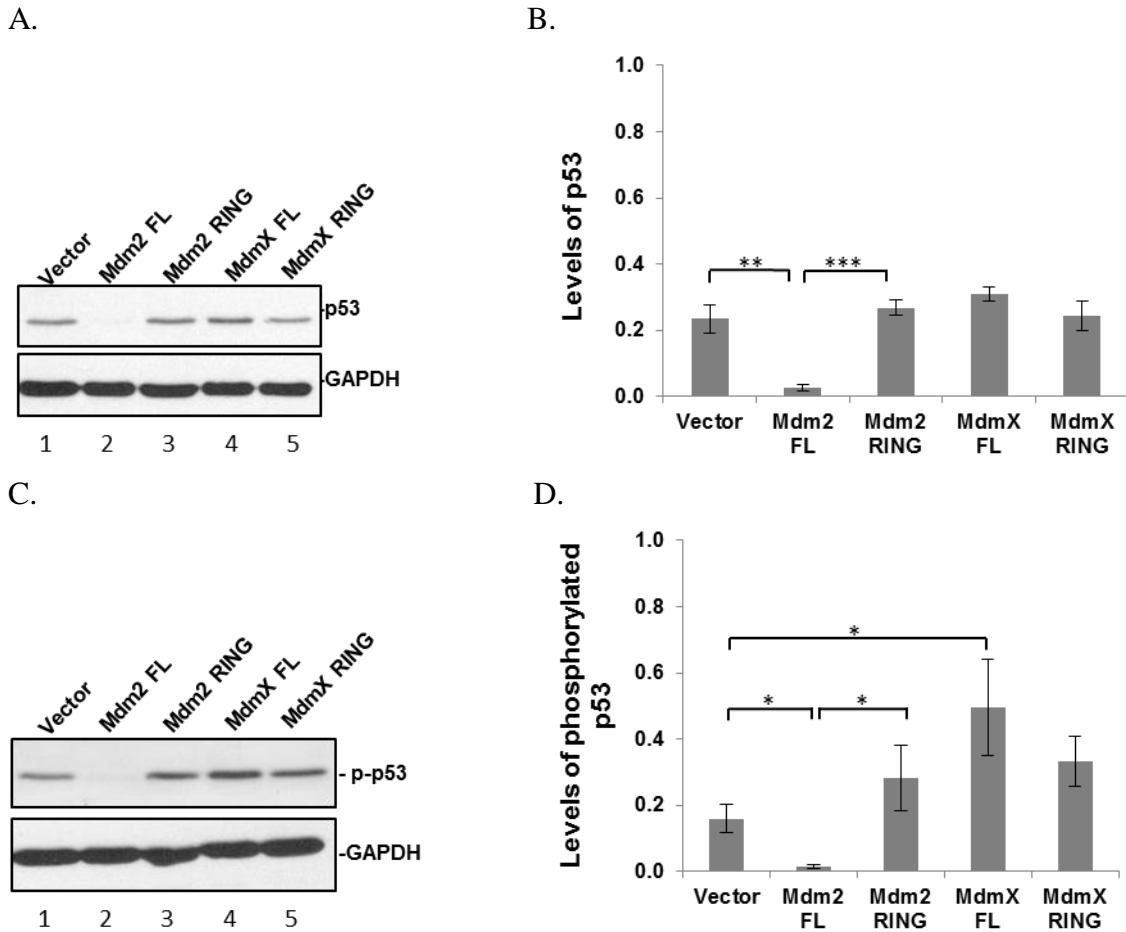 A.
Vector
Mdm2 FL
Mdm2 RING
MdmX FL
MdmX RING
-p53
-GAPDH
1 2 3 4 5
B.
Levels of p53
1.0
0.8
0.6
0.4
0.2
0.0
**
***
Vector
Mdm2 FL
Mdm2 RING
MdmX FL
MdmX RING
C.
Vector
Mdm2 FL
Mdm2 RING
MdmX FL
MdmX RING
- p-p53
-GAPDH
1 2 3 4 5
D.
Levels of phosphorylated
p53
1.0
0.8
0.6
0.4
0.2
0.0
*
*
*
Vector
Mdm2 FL
Mdm2 RING
MdmX FL
MdmX RING